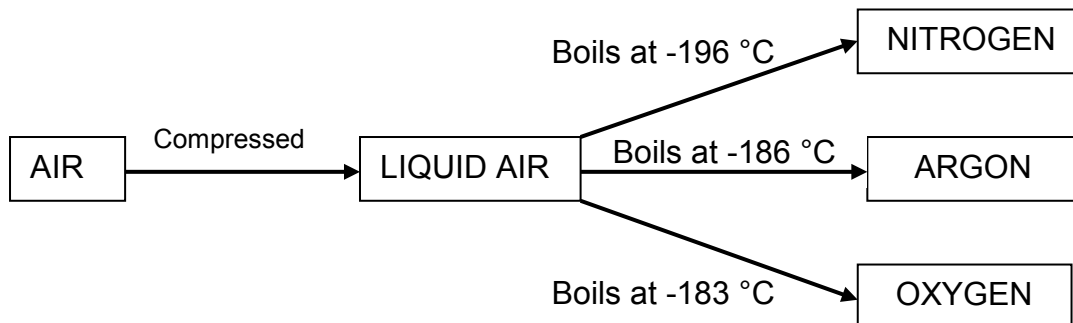 Boils at -196 °C
NITROGEN
AIR
Compressed
LIQUID AIR
Boils at -186 °C
ARGON
Boils at -183 °C
OXYGEN